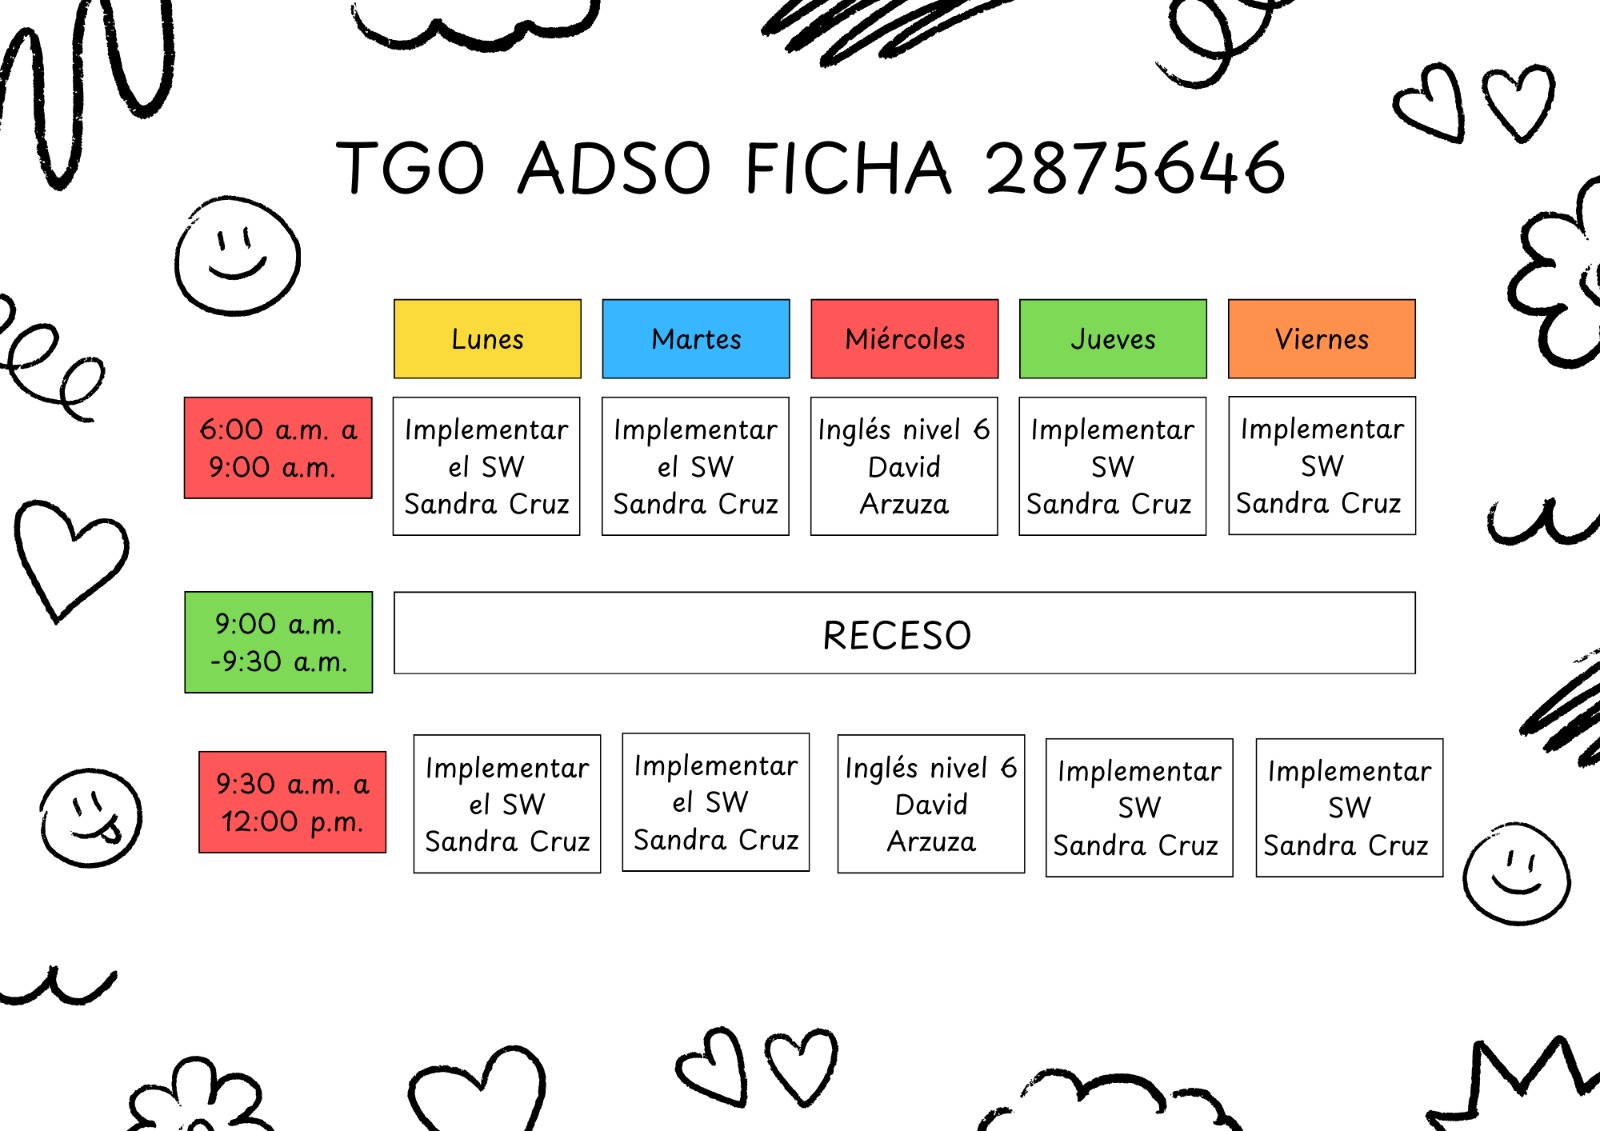 TGO ADSO FICHA 2875646
Lunes
Martes
Miércoles
Jueves
Viernes
6:00 a.m. a
9:00 a.m.
Implementar
el SW
Sandra Cruz
Implementar
el SW
Sandra Cruz
Inglés nivel 6
David
Arzuza
Implementar
SW
Sandra Cruz
Implementar
SW
Sandra Cruz
9:00 a.m.
-9:30 a.m.
RECESO
9:30 a.m. a
12:00 p.m.
Implementar
el SW
Sandra Cruz
Implementar
el SW
Sandra Cruz
Inglés nivel 6
David
Arzuza
Implementar
SW
Sandra Cruz
Implementar
SW
Sandra Cruz